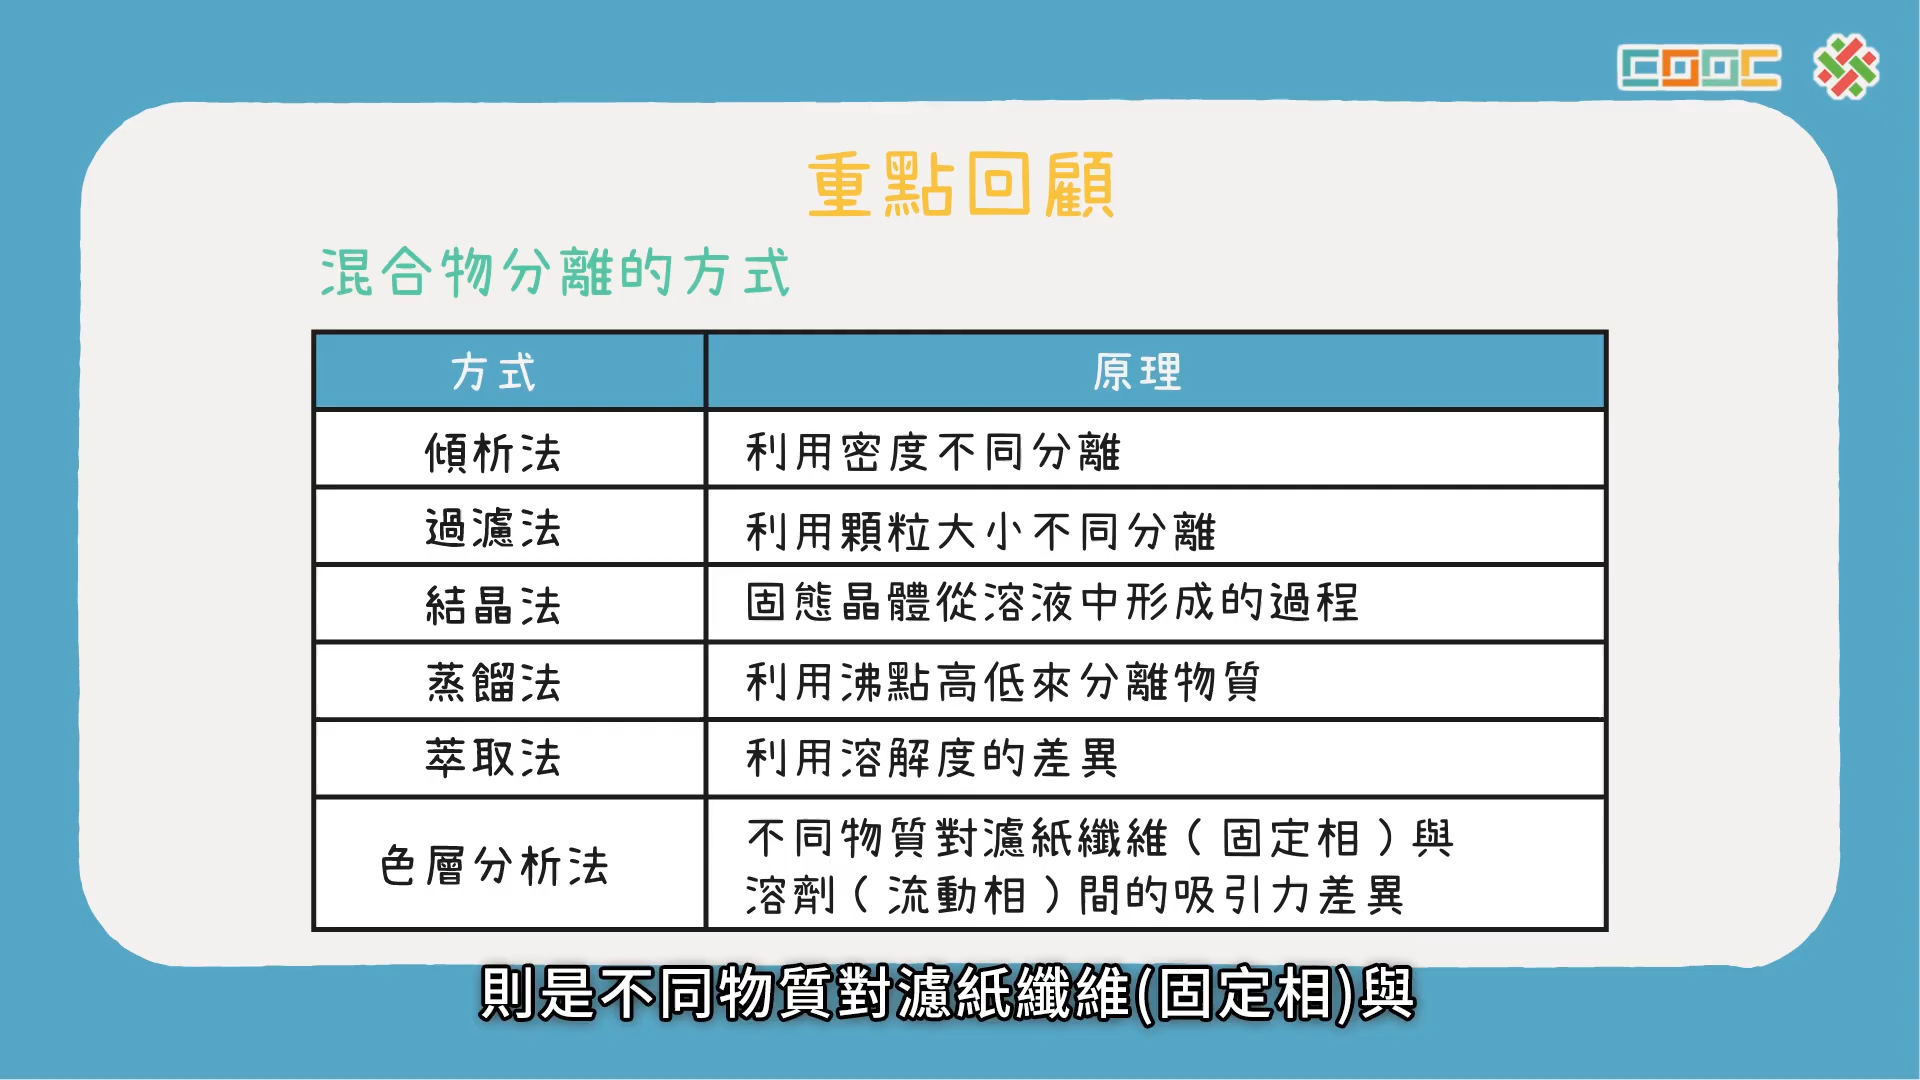 COOC
重點回顧
混合物分離的方式
方式 原理
傾析法 利用密度不同分離
過濾法 利用顆粒大小不同分離
結晶法 固態晶體從溶液中形成的過程
蒸餾法 利用沸點高低來分離物質
萃取法 利用溶解度的差異
色層分析法 不同物質對濾紙纖維(固定相)與
溶劑(流動相)間的吸引力差異
則是不同物質對濾紙纖維(固定相)與